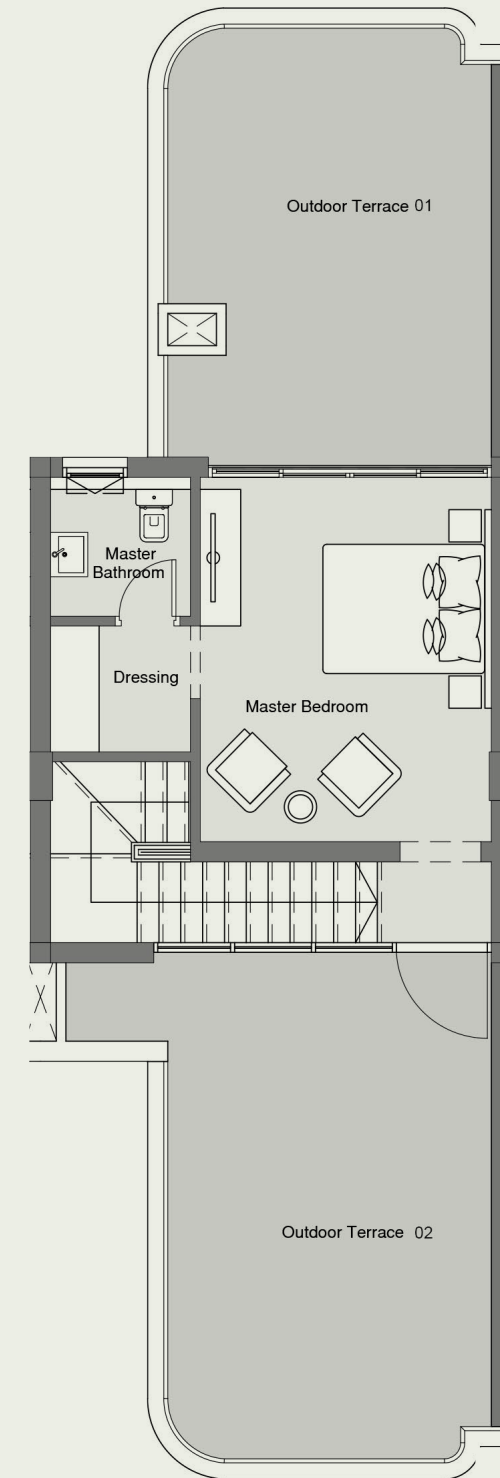 Outdoor Terrace 01
Master
Bathroom
Dressing
Master Bedroom
Outdoor Terrace 02